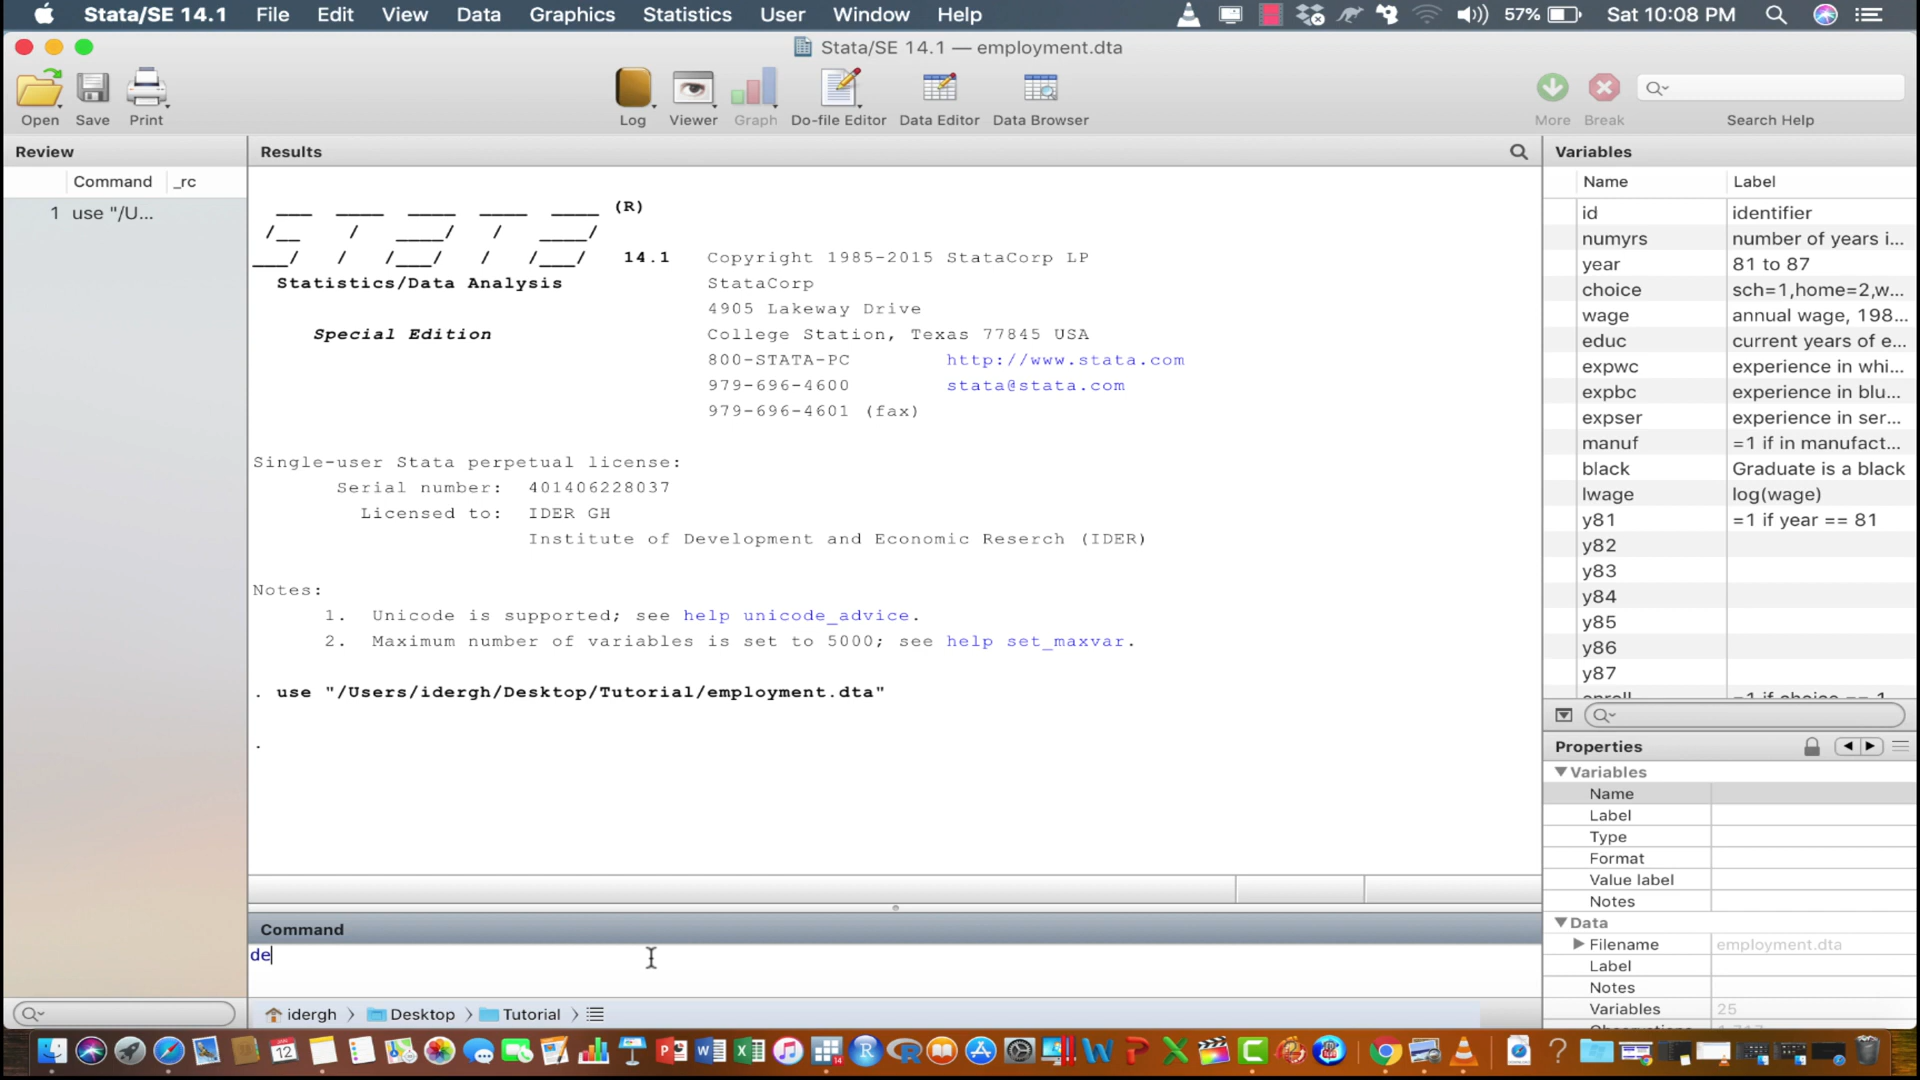 Stata/SE 14.1 File Edit View Data Graphics Statistics User Window Help 57% Sat 10:08 PM
Stata/SE 14.1 — employment.dta
Open Save Print Log Viewer Graph Do-file Editor Data Editor Data Browser More Break Search Help
Review
Command _rc
1 use "/U...
Results
(R)
14.1 Copyright 1985-2015 StataCorp LP
Statistics/Data Analysis StataCorp
4905 Lakeway Drive
Special Edition College Station, Texas 77845 USA
800-STATA-PC http://www.stata.com
979-696-4600 stata@stata.com
979-696-4601 (fax)
Single-user Stata perpetual license:
Serial number: 401406228037
Licensed to: IDER GH
Institute of Development and Economic Reserch (IDER)
Notes:
1. Unicode is supported; see help unicode_advice.
2. Maximum number of variables is set to 5000; see help set_maxvar.
. use "/Users/idergh/Desktop/Tutorial/employment.dta"
.
Command
de
idergh Desktop Tutorial
Variables
Name Label
id identifier
numyrs number of years i...
year 81 to 87
choice sch=1,home=2,w...
wage annual wage, 198...
educ current years of e...
expwc experience in whi...
expbc experience in blu...
expser experience in ser...
manuf =1 if in manufact...
black Graduate is a black
lwage log(wage)
y81 =1 if year == 81
y82
y83
y84
y85
y86
y87
enroll =1 if choice == 1
Properties
Variables
Name
Label
Type
Format
Value label
Notes
Data
Filename employment.dta
Label
Notes
Variables 25